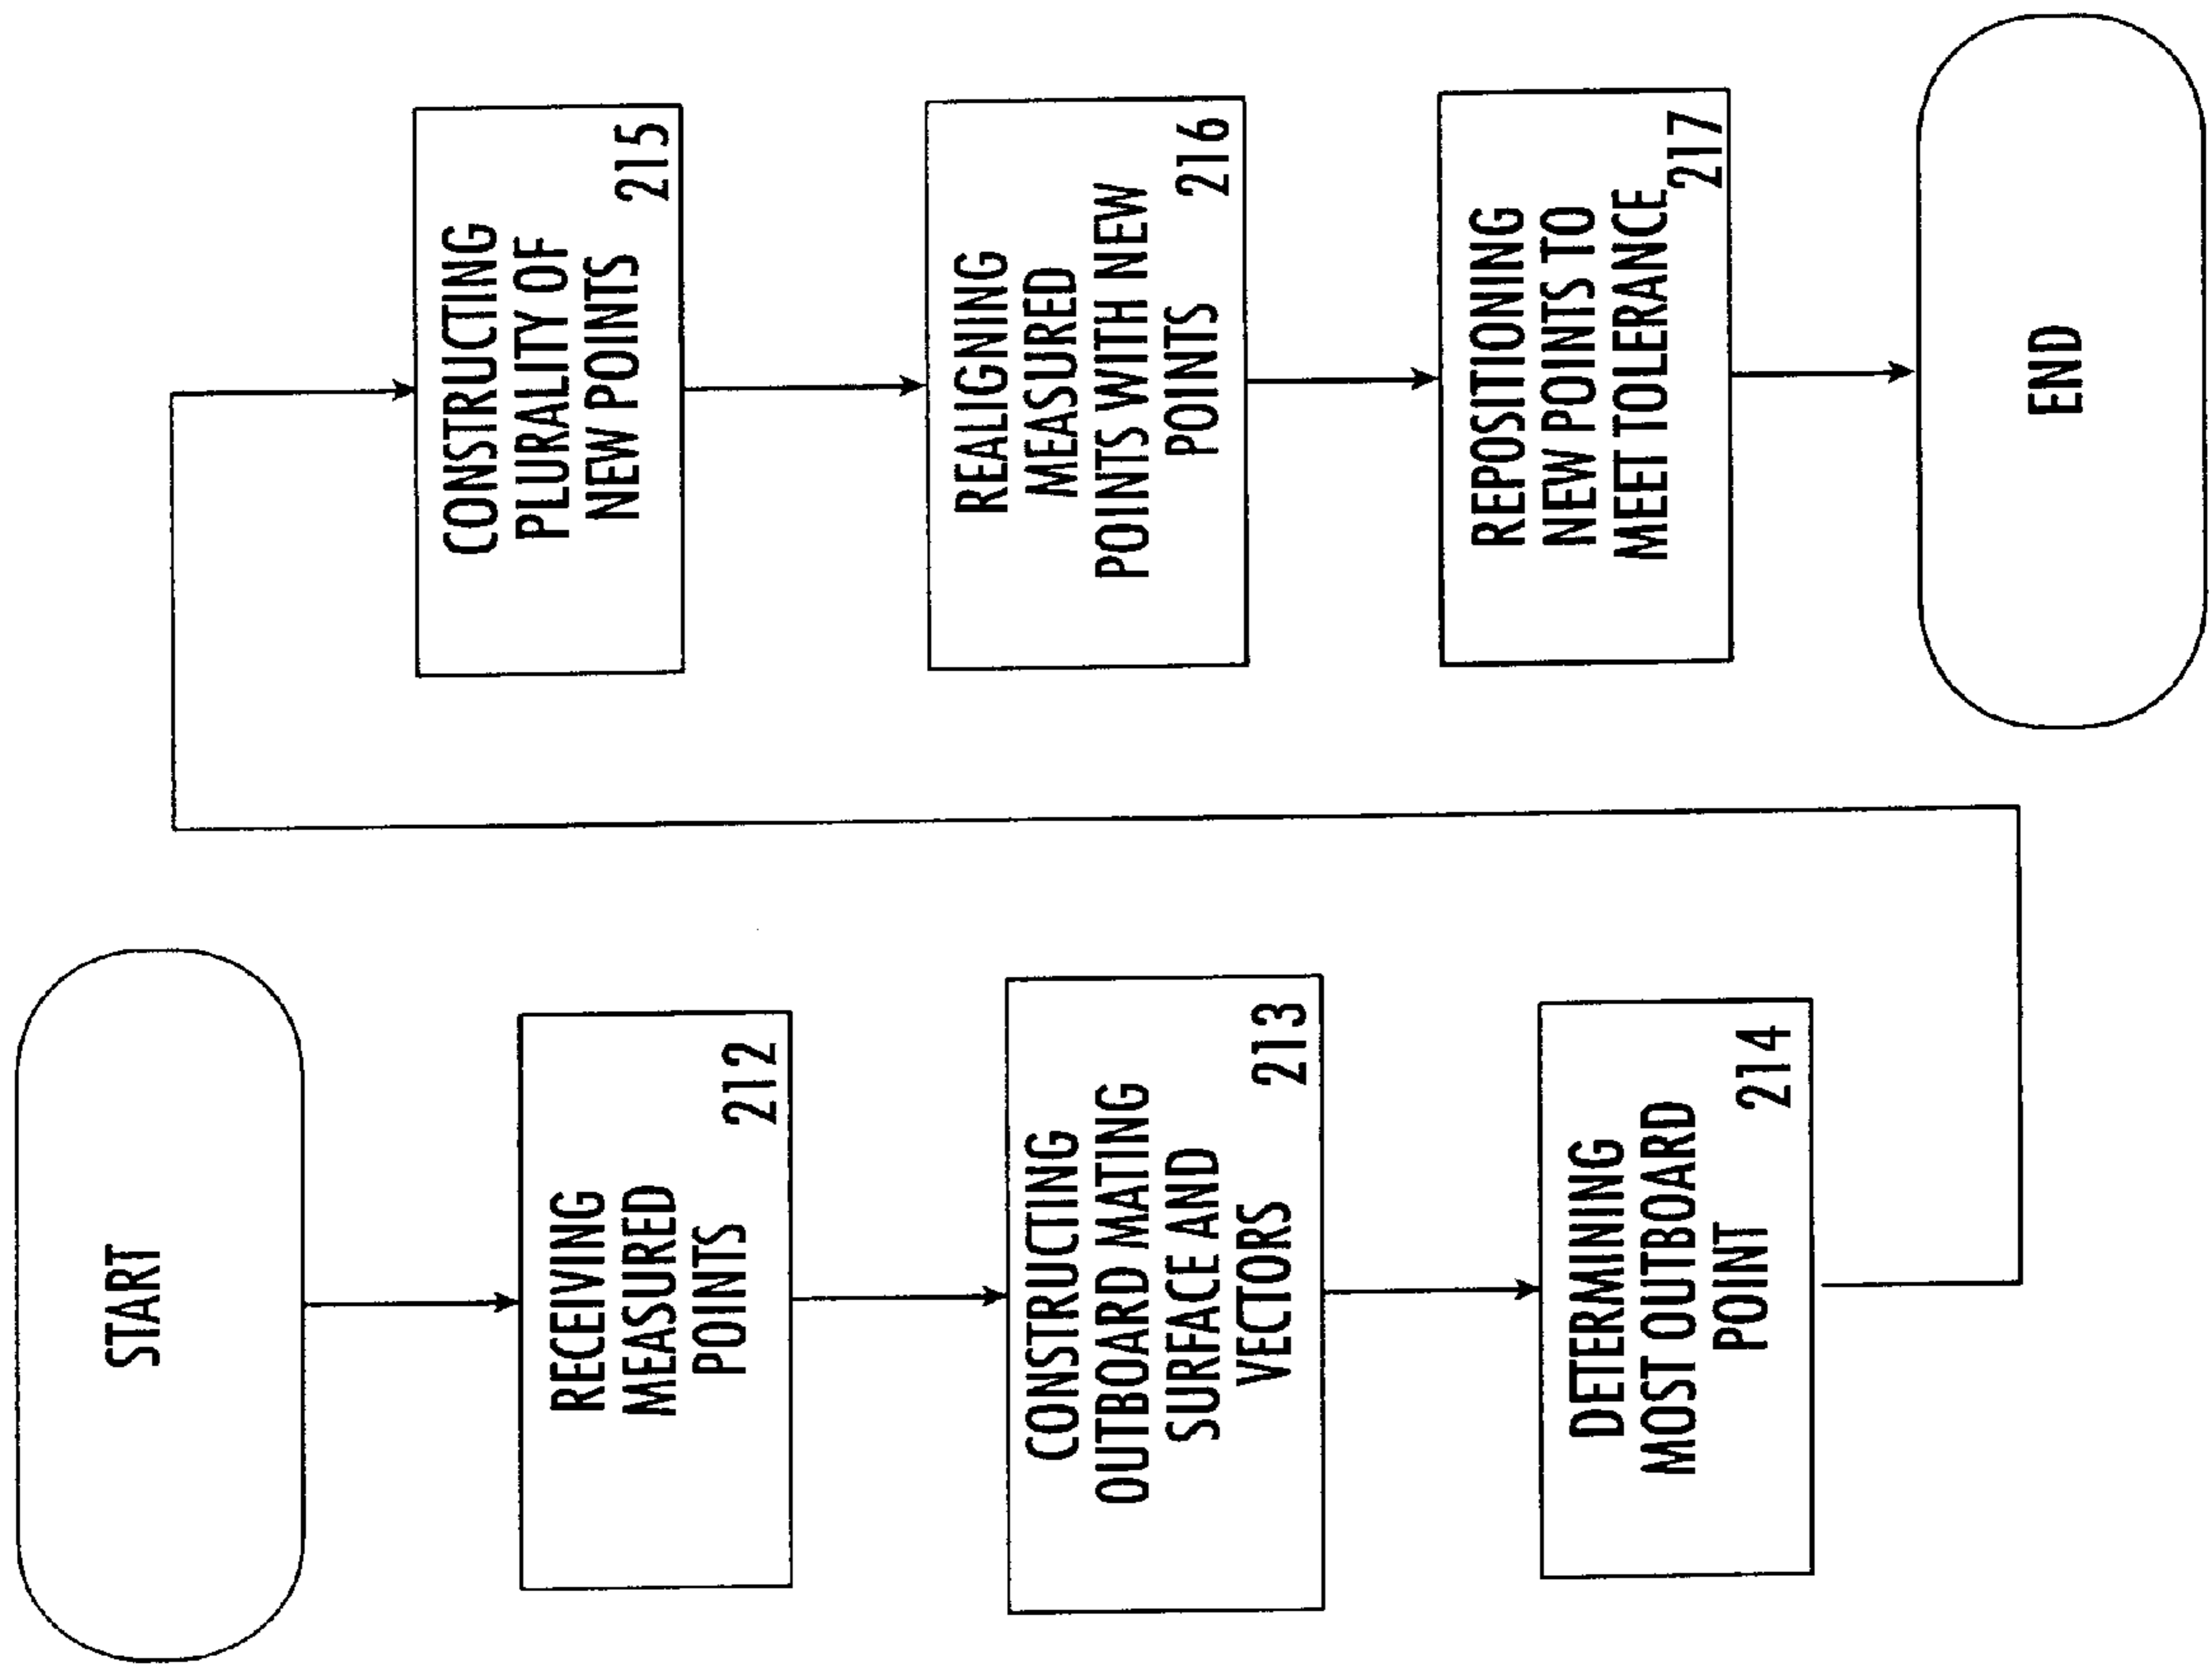 START
RECEIVING
MEASURED
POINTS
212
CONSTRUCTING
OUTBOARD MATING
SURFACE AND
VECTORS
213
DETERMINING
MOST OUTBOARD
POINT
214
CONSTRUCTING
PLURALITY OF
NEW POINTS
215
REALIGNING
MEASURED
POINTS WITH NEW
POINTS
216
REPOSITIONING
NEW POINTS TO
MEET TOLERANCE
217
END